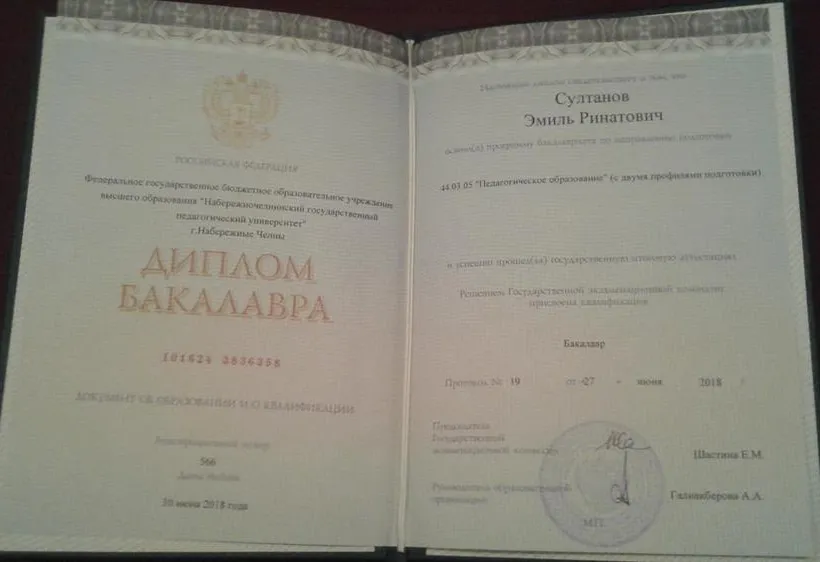 РОССИЙСКАЯ ФЕДЕРАЦИЯ
Федеральное государственное бюджетное образовательное учреждение
высшего образования "Набережночелнинский государственный
педагогический университет"
г.Набережные Челны
ДИПЛОМ
БАКАЛАВРА
101624 3836258
ДОКУМЕНТ ОБ ОБРАЗОВАНИИ И О КВАЛИФИКАЦИИ
Регистрационный номер
566
Дата выдачи
30 июня 2018 года
Настоящий диплом свидетельствует о том, что
Султанов
Эмиль Ринатович
освоил(а) программу бакалавриата по направлению подготовки
44.03.05 "Педагогическое образование" (с двумя профилями подготовки)
и успешно прошел(ла) государственную итоговую аттестацию
Решением Государственной экзаменационной комиссии
присвоена квалификация
Бакалавр
Протокол № 19 от «27 » июня 2018 г.
Председатель
Государственной
экзаменационной комиссии
Шастина Е.М.
Руководитель образовательной
организации
Галиакберова А.А.
М.П.